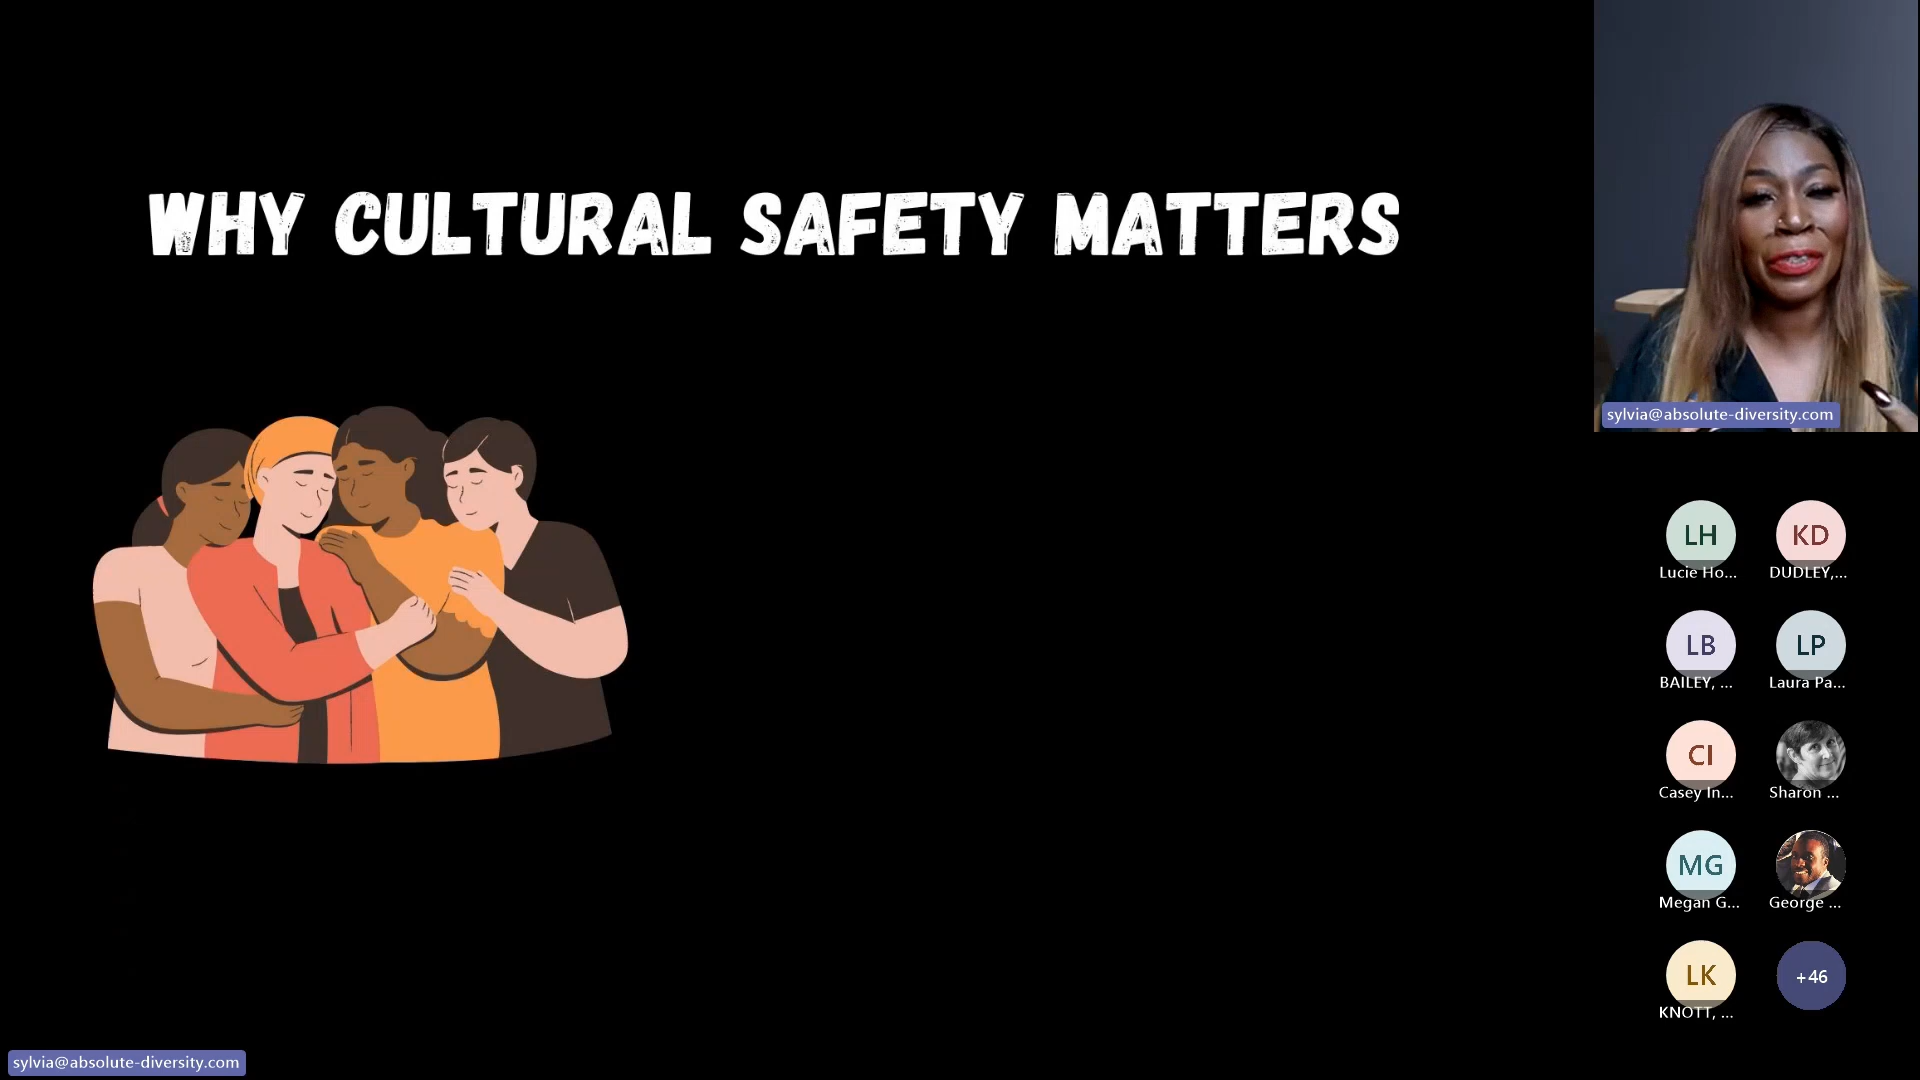 WHY CULTURAL SAFETY MATTERS
sylvia@absolute-diversity.com
LH
Lucie Ho...
KD
DUDLEY,...
LB
BAILEY, ...
LP
Laura Pa...
CI
Casey In...
Sharon ...
MG
Megan G...
George ...
LK
KNOTT, ...
+46
sylvia@absolute-diversity.com